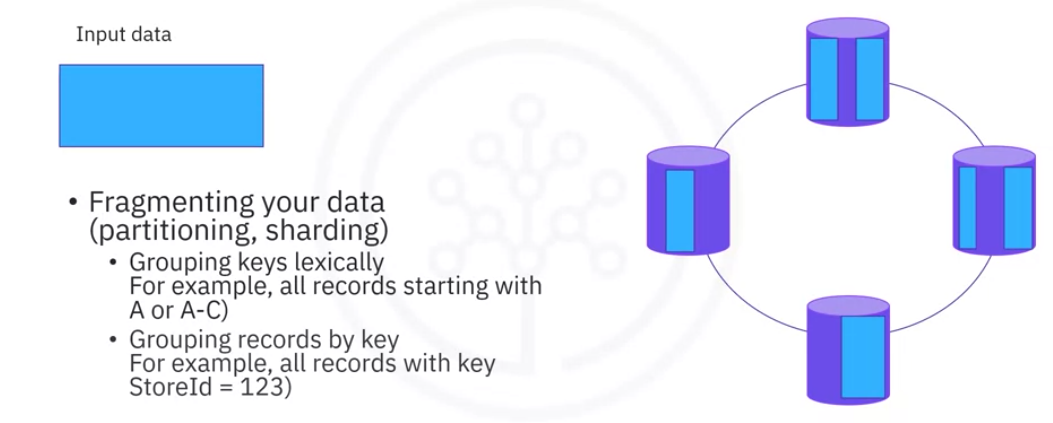 Input data
• Fragmenting your data
(partitioning, sharding)
• Grouping keys lexically
For example, all records starting with
A or A-C)
• Grouping records by key
For example, all records with key
StoreId = 123)